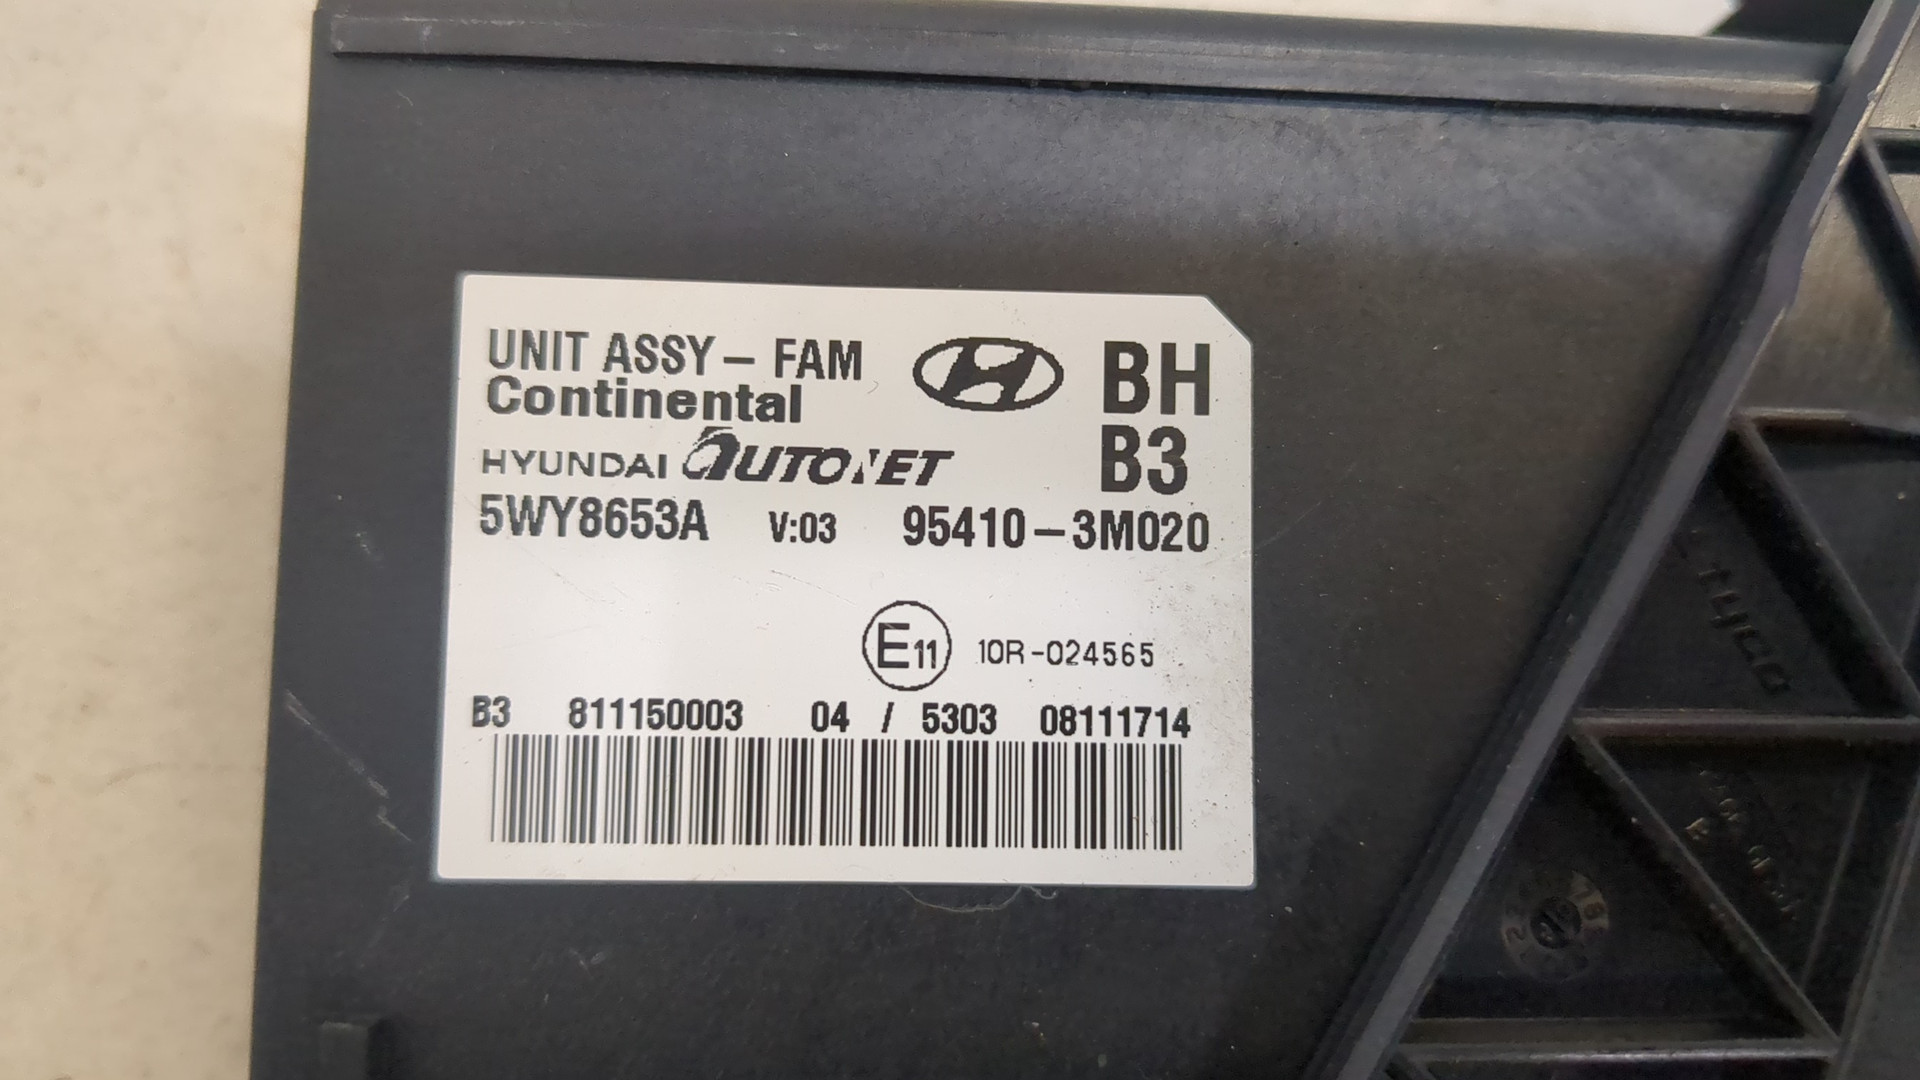 UNIT ASSY - FAM BH
Continental
HYUNDAI AUTONET B3
5WY8653A V:03 95410-3M020
E11 10R-024565
B3 811150003 04 / 5303 08111714
tyco